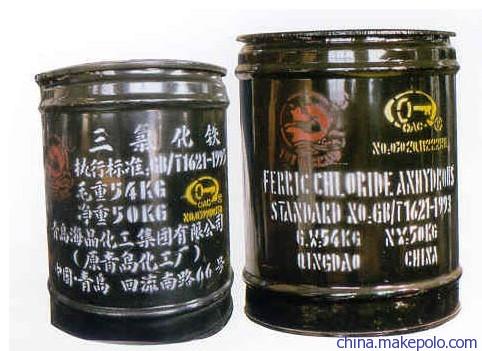 三氯化铁
执行标准:GB/T1621-1993
毛重54KG
净重50KG
OAC
青岛海晶化工集团有限公司
(原青岛化工厂)
中国·青岛 回流南路66号
OAC
FERRIC CHLORIDE ANHYDROUS
STANDARD NO.GB/T1621-1993
G.W:54KG N.Y:50KG
QINGDAO CHINA
china.makepolo.com